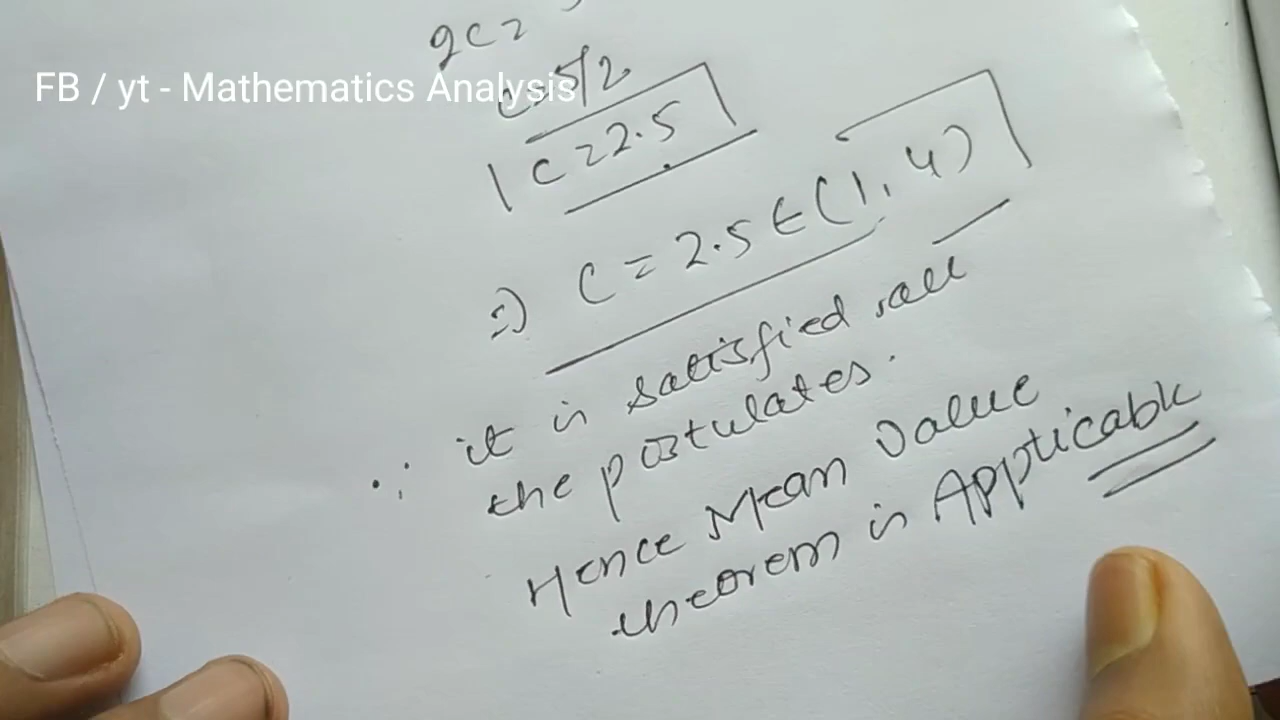 2c=
FB / yt - Mathematics Analysis
c=5/2
c=2.5
⇒) c = 2.5 ∈ (1, 4)
∵ it is satisfied all
the postulates.
Hence Mean Value
theorem is Applicable